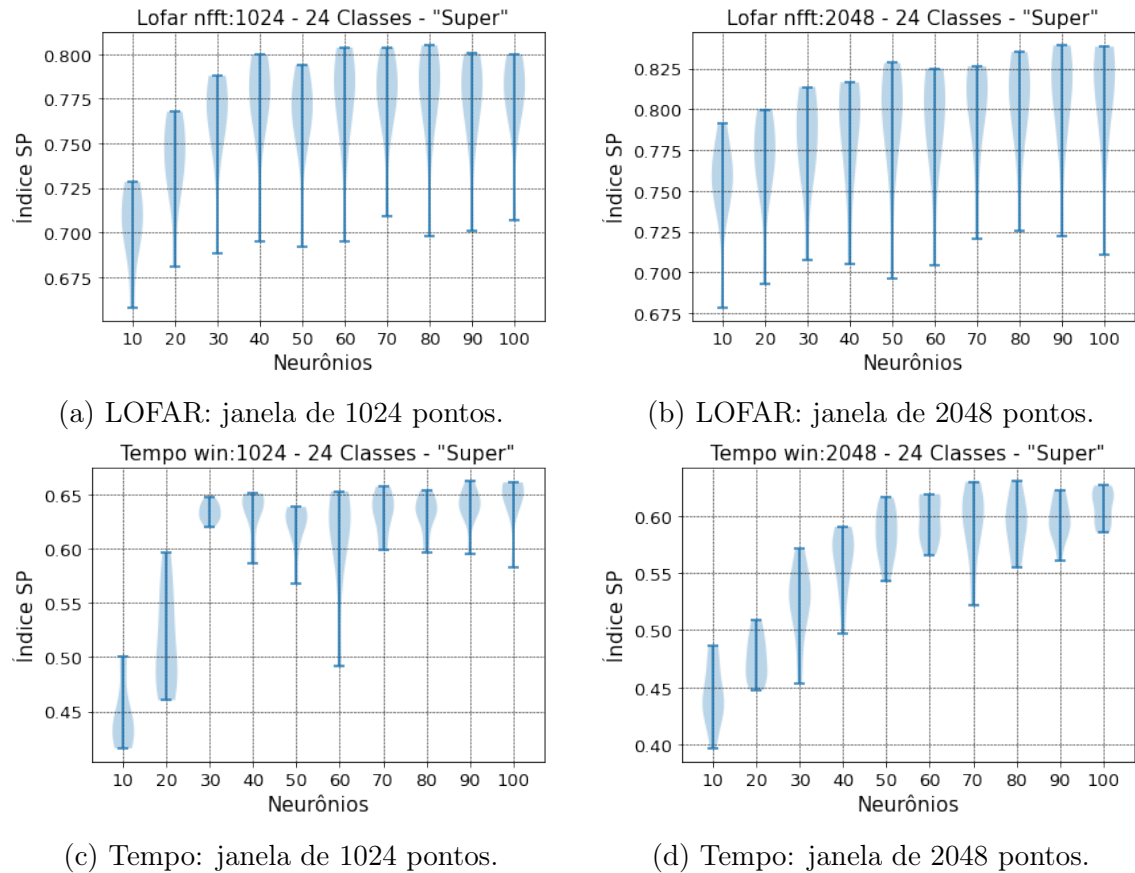 Lofar nfft:1024 - 24 Classes - "Super"
Índice SP
0.800
0.775
0.750
0.725
0.700
0.675
10 20 30 40 50 60 70 80 90 100
Neurônios
(a) LOFAR: janela de 1024 pontos.
Lofar nfft:2048 - 24 Classes - "Super"
Índice SP
0.825
0.800
0.775
0.750
0.725
0.700
0.675
10 20 30 40 50 60 70 80 90 100
Neurônios
(b) LOFAR: janela de 2048 pontos.
Tempo win:1024 - 24 Classes - "Super"
Índice SP
0.65
0.60
0.55
0.50
0.45
10 20 30 40 50 60 70 80 90 100
Neurônios
(c) Tempo: janela de 1024 pontos.
Tempo win:2048 - 24 Classes - "Super"
Índice SP
0.60
0.55
0.50
0.45
0.40
10 20 30 40 50 60 70 80 90 100
Neurônios
(d) Tempo: janela de 2048 pontos.